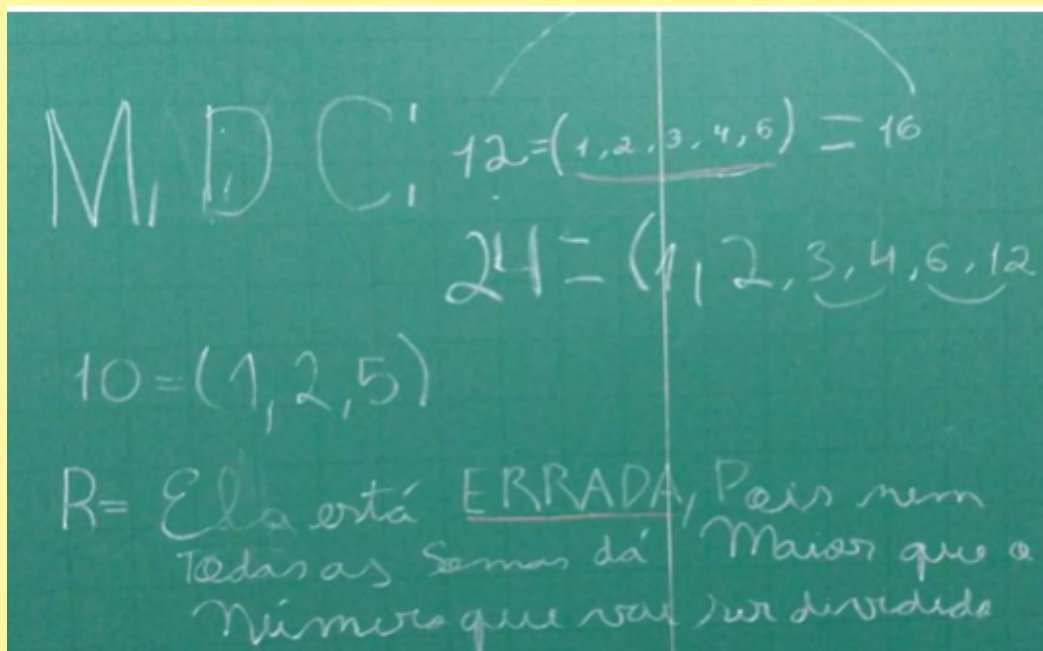 M.D C: 12=(1,2,3,4,6) = 16
24 = (1,2,3,4,6,12
10=(1,2,5)
R= Ela está ERRADA, Pois nem
Todas as Somas dá Maior que o
Número que vai ser dividido